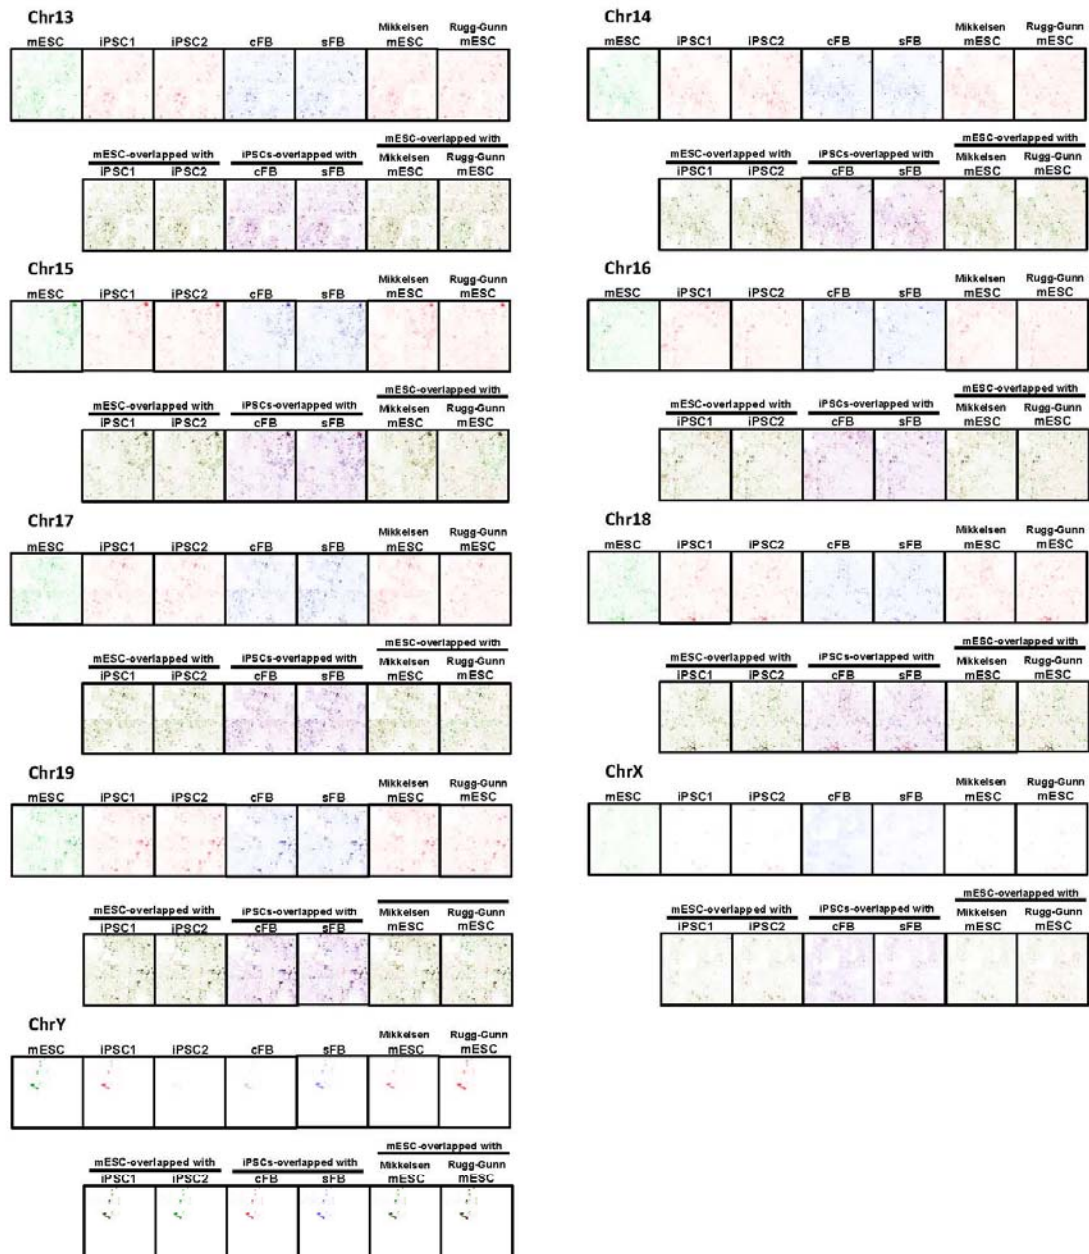 Chr13
Mikkelsen Rugg-Gunn
mESC iPSC1 iPSC2 cFB sFB mESC mESC
mESC-overlapped with
mESC-overlapped with iPSCs-overlapped with Mikkelsen Rugg-Gunn
iPSC1 iPSC2 cFB sFB mESC mESC
Chr14
Mikkelsen Rugg-Gunn
mESC iPSC1 iPSC2 cFB sFB mESC mESC
mESC-overlapped with
mESC-overlapped with iPSCs-overlapped with Mikkelsen Rugg-Gunn
iPSC1 iPSC2 cFB sFB mESC mESC
Chr15
Mikkelsen Rugg-Gunn
mESC iPSC1 iPSC2 cFB sFB mESC mESC
mESC-overlapped with
mESC-overlapped with iPSCs-overlapped with Mikkelsen Rugg-Gunn
iPSC1 iPSC2 cFB sFB mESC mESC
Chr16
Mikkelsen Rugg-Gunn
mESC iPSC1 iPSC2 cFB sFB mESC mESC
mESC-overlapped with
mESC-overlapped with iPSCs-overlapped with Mikkelsen Rugg-Gunn
iPSC1 iPSC2 cFB sFB mESC mESC
Chr17
Mikkelsen Rugg-Gunn
mESC iPSC1 iPSC2 cFB sFB mESC mESC
mESC-overlapped with
mESC-overlapped with iPSCs-overlapped with Mikkelsen Rugg-Gunn
iPSC1 iPSC2 cFB sFB mESC mESC
Chr18
Mikkelsen Rugg-Gunn
mESC iPSC1 iPSC2 cFB sFB mESC mESC
mESC-overlapped with
mESC-overlapped with iPSCs-overlapped with Mikkelsen Rugg-Gunn
iPSC1 iPSC2 cFB sFB mESC mESC
Chr19
Mikkelsen Rugg-Gunn
mESC iPSC1 iPSC2 cFB sFB mESC mESC
mESC-overlapped with iPSCs-overlapped with Mikkelsen Rugg-Gunn
iPSC1 iPSC2 cFB sFB mESC mESC
ChrX
Mikkelsen Rugg-Gunn
mESC iPSC1 iPSC2 cFB sFB mESC mESC
mESC-overlapped with
mESC-overlapped with iPSCs-overlapped with Mikkelsen Rugg-Gunn
iPSC1 iPSC2 cFB sFB mESC mESC
ChrY
Mikkelsen Rugg-Gunn
mESC iPSC1 iPSC2 cFB sFB mESC mESC
mESC-overlapped with
mESC-overlapped with iPSCs-overlapped with Mikkelsen Rugg-Gunn
iPSC1 iPSC2 cFB sFB mESC mESC